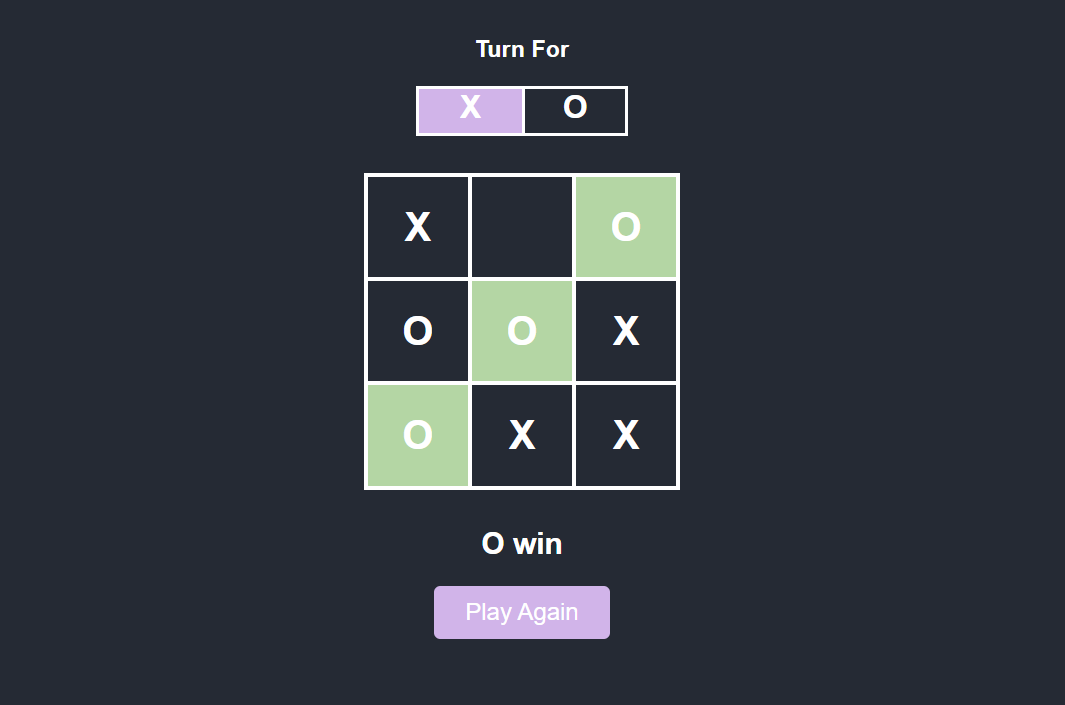 Turn For
X O
X O
O O X
O X X
O win
Play Again